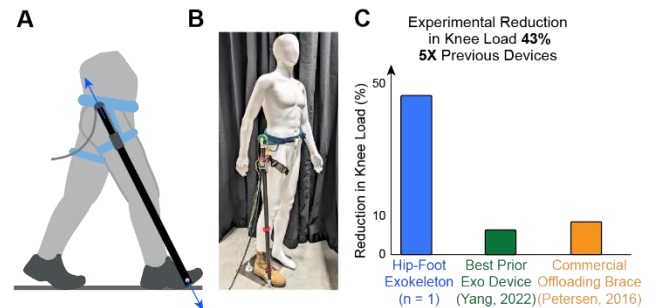 A
B
C
Experimental Reduction
in Knee Load 43%
5X Previous Devices
Reduction in Knee Load (%)
50
10
0
Hip-Foot
Exokeleton
(n = 1)
Best Prior
Exo Device
(Yang, 2022)
Commercial
Offloading Brace
(Petersen, 2016)